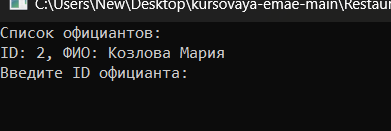 C:\Users\New\Desktop\kursovaya-emae-main\Restau
Список официантов:
ID: 2, ФИО: Козлова Мария
Введите ID официанта: